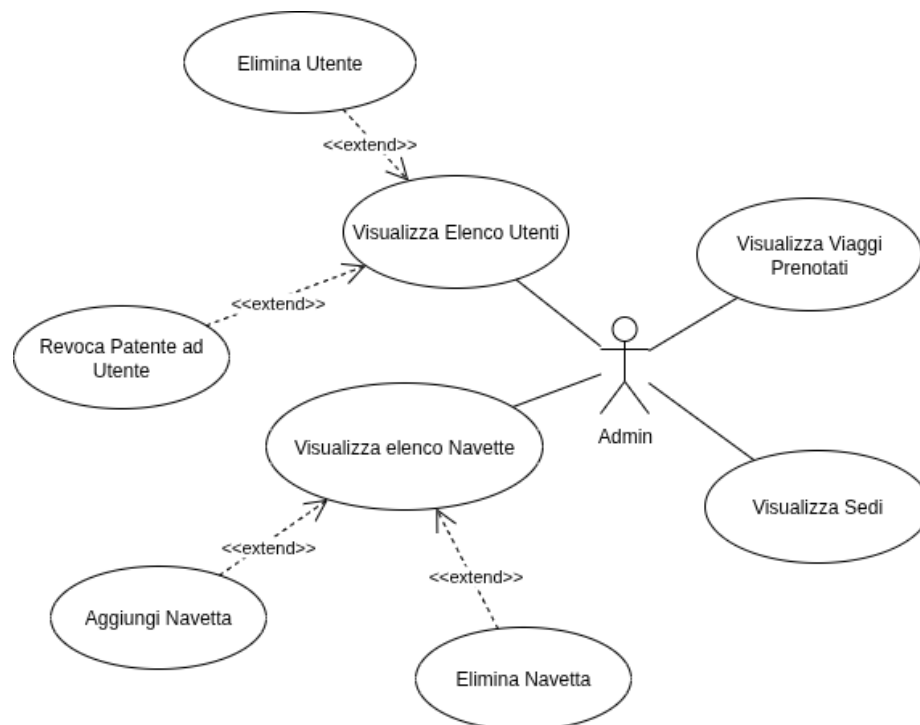 Elimina Utente
<<extend>>
Visualizza Elenco Utenti
Visualizza Viaggi
Prenotati
<<extend>>
Revoca Patente ad
Utente
Admin
Visualizza elenco Navette
Visualizza Sedi
<<extend>>
<<extend>>
Aggiungi Navetta
Elimina Navetta